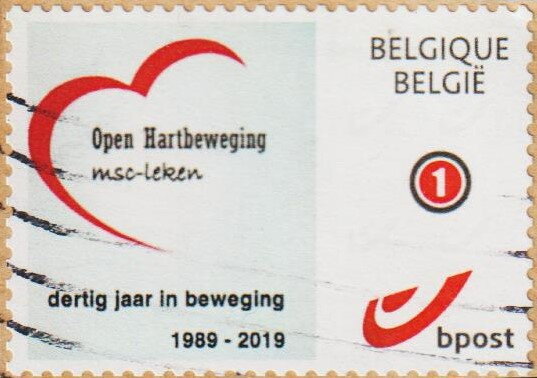 Open Hartbeweging
msc-leken
dertig jaar in beweging
1989 - 2019
BELGIQUE
BELGIË
1
bpost